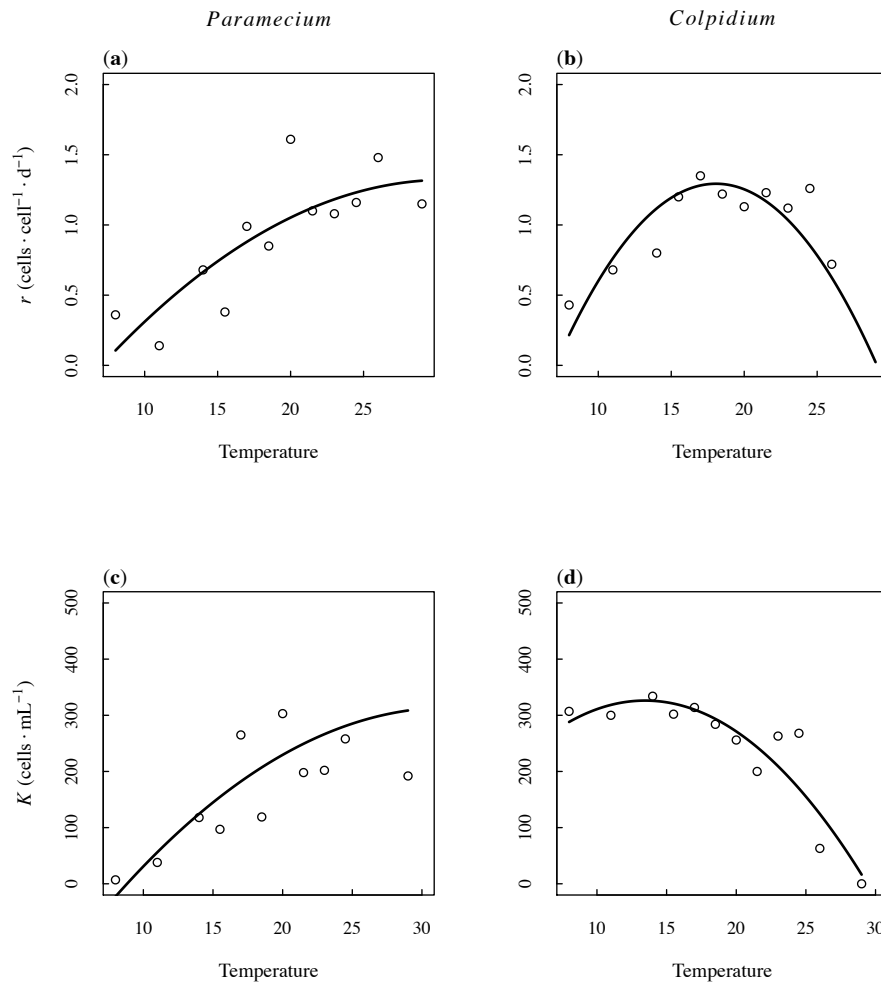 Paramecium
Colpidium
(a)
2.0
1.5
1.0
0.5
0.0
r (cells · cell⁻¹ · d⁻¹)
10 15 20 25
Temperature
(b)
2.0
1.5
1.0
0.5
0.0
10 15 20 25
Temperature
(c)
500
400
300
200
100
0
K (cells · mL⁻¹)
10 15 20 25 30
Temperature
(d)
500
400
300
200
100
0
10 15 20 25 30
Temperature